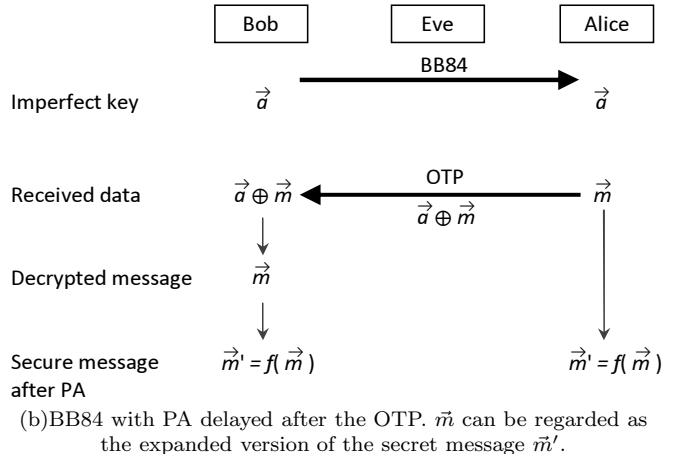 Bob Eve Alice
BB84
Imperfect key a⃗ a⃗
OTP
Received data a⃗ ⊕ m⃗ m⃗
a⃗ ⊕ m⃗
Decrypted message m⃗
Secure message m⃗' = f( m⃗ ) m⃗' = f( m⃗ )
after PA
(b)BB84 with PA delayed after the OTP. m⃗ can be regarded as
the expanded version of the secret message m⃗′.